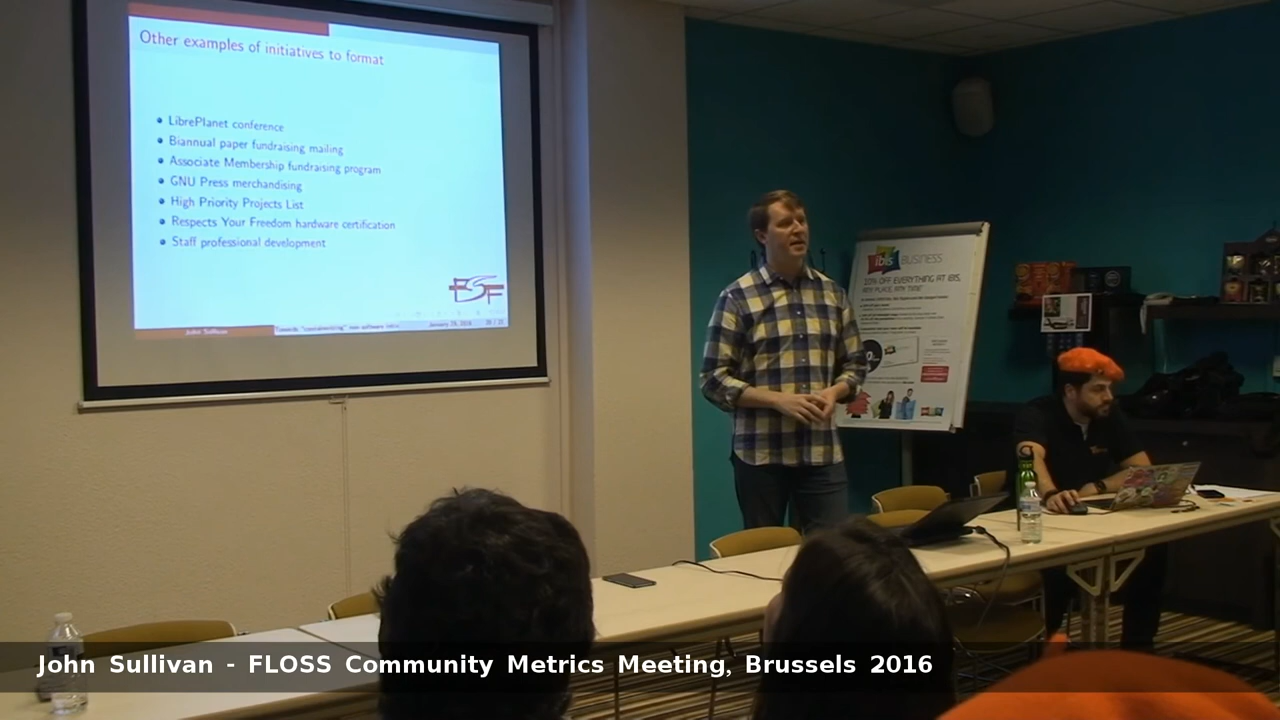 Other examples of initiatives to format
LibrePlanet conference
Biannual paper fundraising mailing
Associate Membership fundraising program
GNU Press merchandising
High Priority Projects List
Respects Your Freedom hardware certification
Staff professional development
FSF
John Sullivan
January 29, 2016
ibis BUSINESS
10% OFF EVERYTHING AT IBIS,
ANY PLACE, ANY TIME
John Sullivan - FLOSS Community Metrics Meeting, Brussels 2016